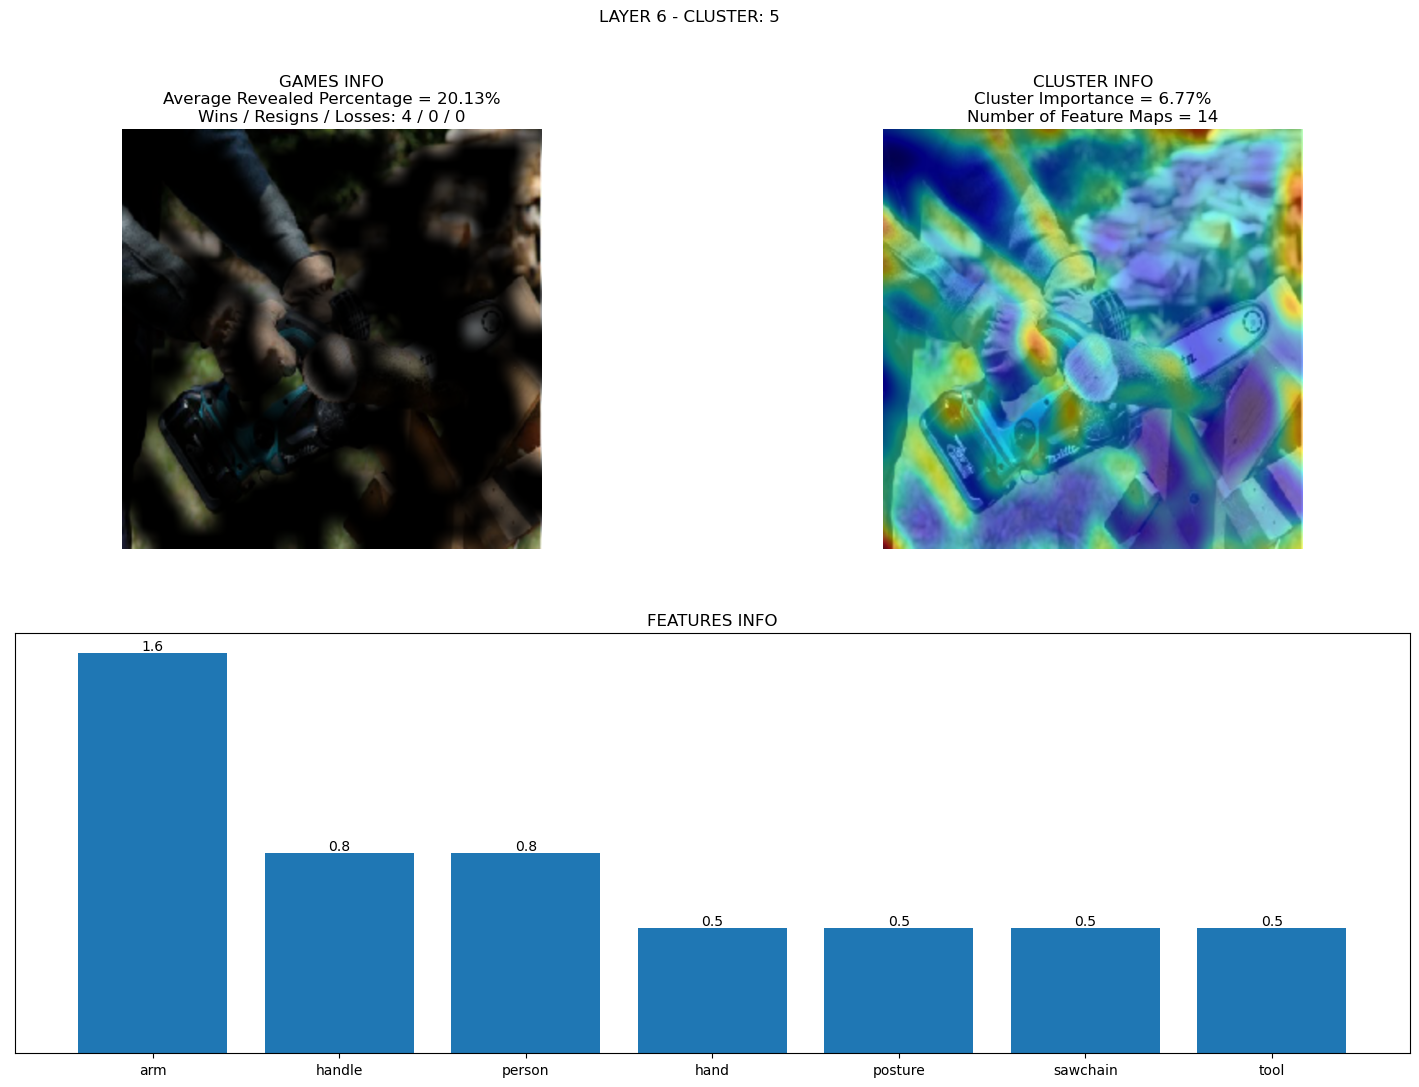 LAYER 6 - CLUSTER: 5
GAMES INFO
Average Revealed Percentage = 20.13%
Wins / Resigns / Losses: 4 / 0 / 0
CLUSTER INFO
Cluster Importance = 6.77%
Number of Feature Maps = 14
FEATURES INFO
1.6
0.8
0.8
0.5
0.5
0.5
0.5
arm
handle
person
hand
posture
sawchain
tool